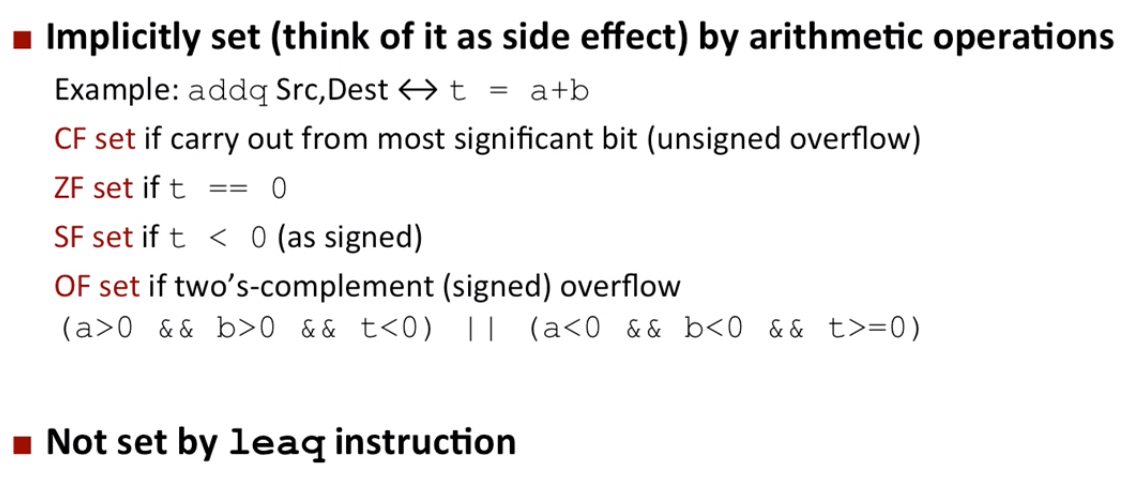 ■ Implicitly set (think of it as side effect) by arithmetic operations
Example: addq Src,Dest ↔ t = a+b
CF set if carry out from most significant bit (unsigned overflow)
ZF set if t == 0
SF set if t < 0 (as signed)
OF set if two’s-complement (signed) overflow
(a>0 && b>0 && t<0) || (a<0 && b<0 && t>=0)
■ Not set by leaq instruction